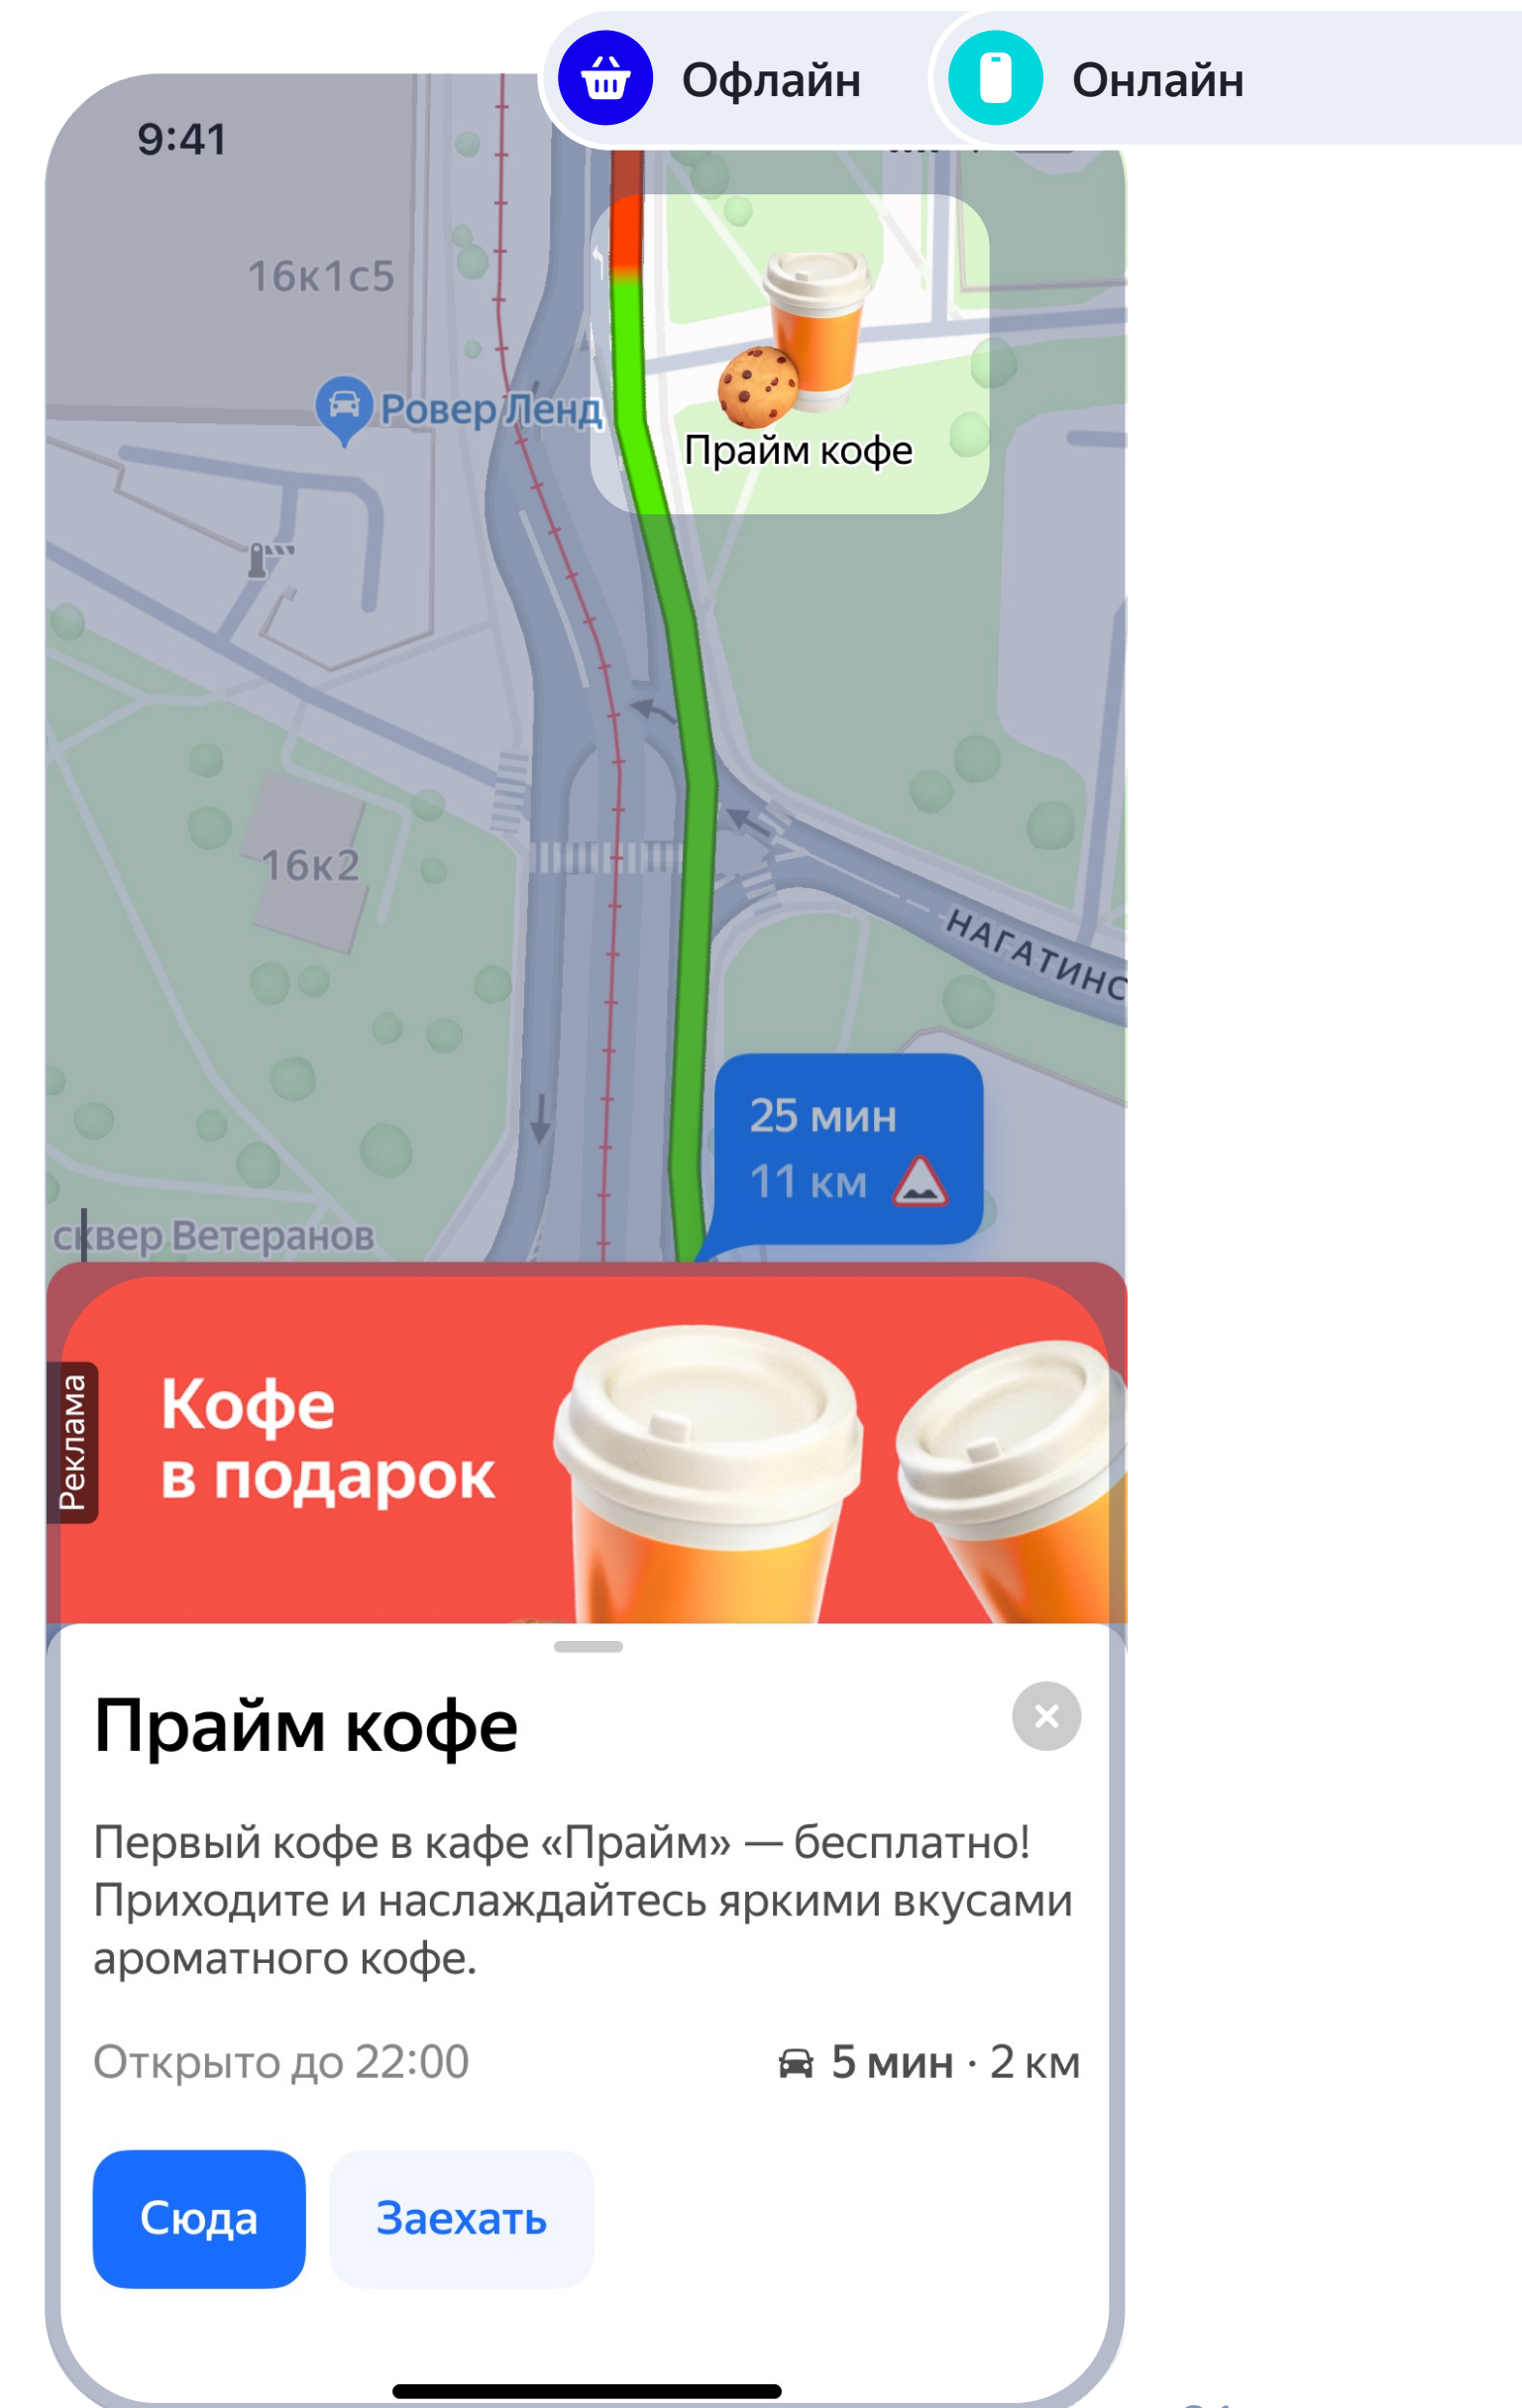 Офлайн
Онлайн
9:41
16к1с5
Ровер Ленд
Прайм кофе
16к2
НАГАТИНС
25 мин
11 км
сквер Ветеранов
Реклама
Кофе
в подарок
Прайм кофе
Первый кофе в кафе «Прайм» — бесплатно!
Приходите и наслаждайтесь яркими вкусами
ароматного кофе.
Открыто до 22:00
5 мин · 2 км
Сюда
Заехать